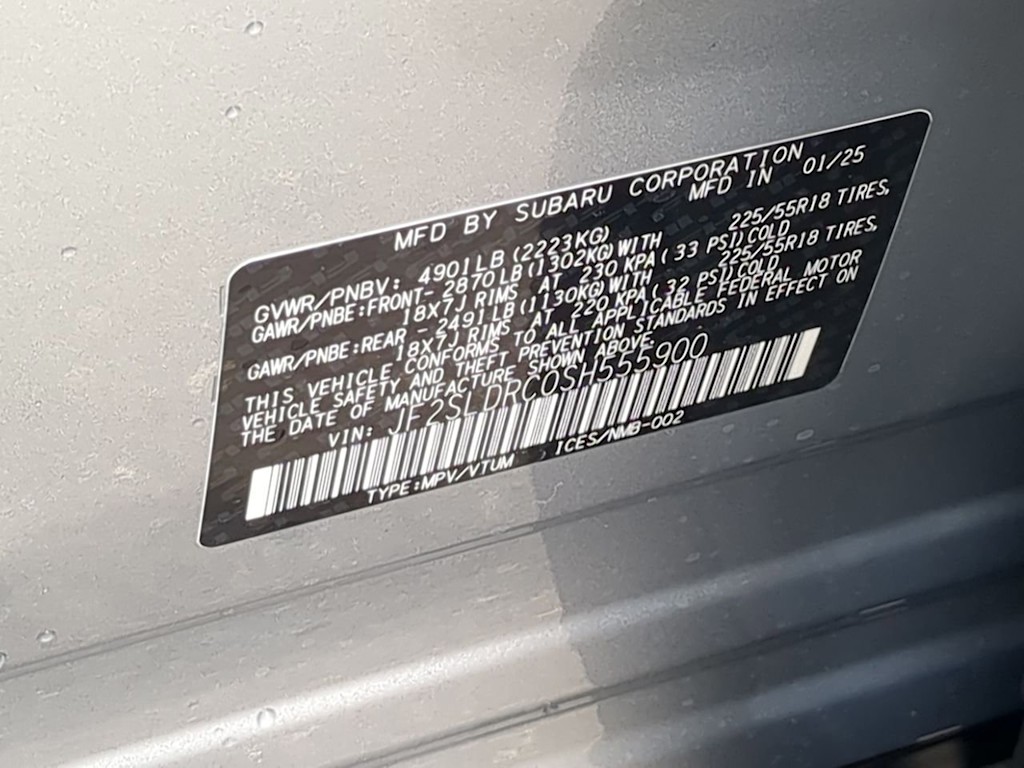 MFD BY SUBARU CORPORATION
MFD IN 01/25
GVWR/PNBV: 4901LB(2223KG)
GAWR/PNBE:FRONT- 2870LB(1302KG)WITH 225/55R18 TIRES,
18X7J RIMS AT 230 KPA( 33 PSI)COLD
GAWR/PNBE:REAR - 2491LB(1130KG)WITH 225/55R18 TIRES,
18X7J RIMS, AT 220 KPA( 32 PSI)COLD
THIS VEHICLE CONFORMS TO ALL APPLICABLE FEDERAL MOTOR
VEHICLE SAFETY AND THEFT PREVENTION STANDARDS IN EFFECT ON
THE DATE OF MANUFACTURE SHOWN ABOVE.
VIN: JF2SLDRC0SH555900
TYPE:MPV/VTUM ICES/NMB-002